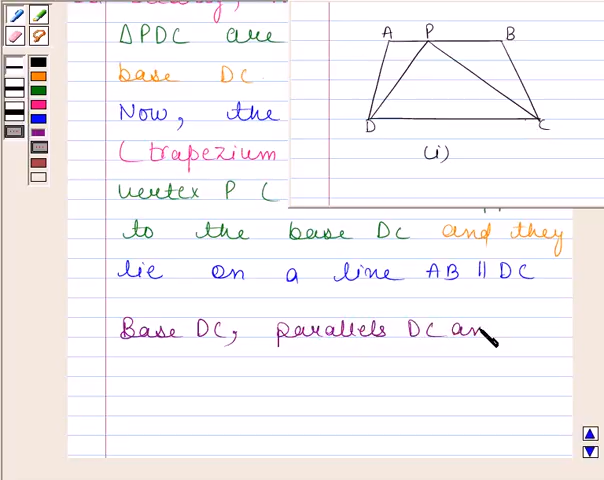 ΔPDC are
base DC.
Now, the
(trapezium
vertex P (
to the base DC and they
lie on a line AB || DC
Base DC, parallels DC an
A P B
D C
(i)